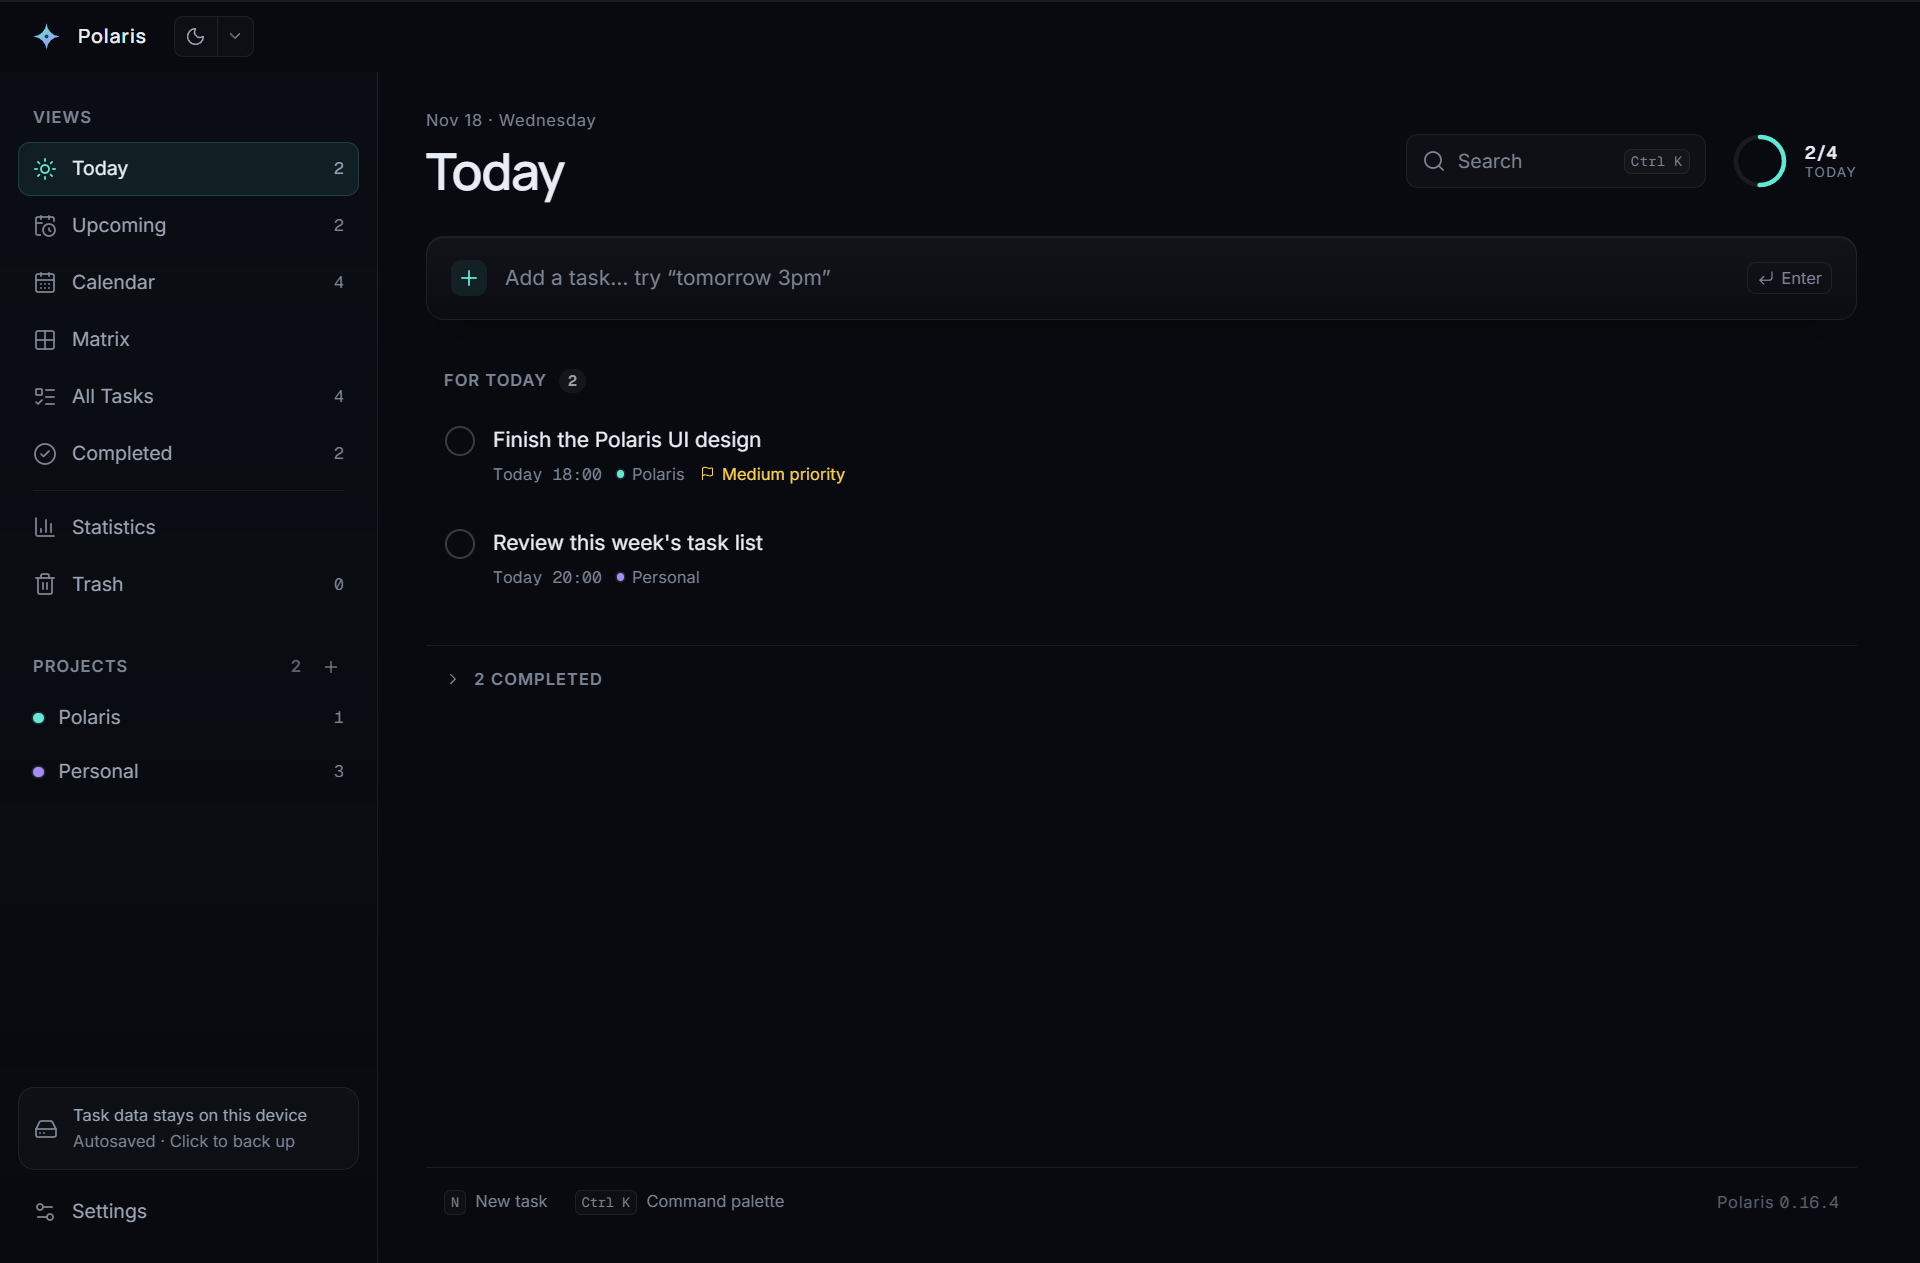 Polaris
VIEWS
Today 2
Upcoming 2
Calendar 4
Matrix
All Tasks 4
Completed 2
Statistics
Trash 0
PROJECTS 2 +
Polaris 1
Personal 3
Task data stays on this device
Autosaved · Click to back up
Settings
Nov 18 · Wednesday
Today
Search Ctrl K
2/4
TODAY
Add a task... try “tomorrow 3pm” Enter
FOR TODAY 2
Finish the Polaris UI design
Today 18:00 Polaris Medium priority
Review this week's task list
Today 20:00 Personal
2 COMPLETED
N New task Ctrl K Command palette Polaris 0.16.4